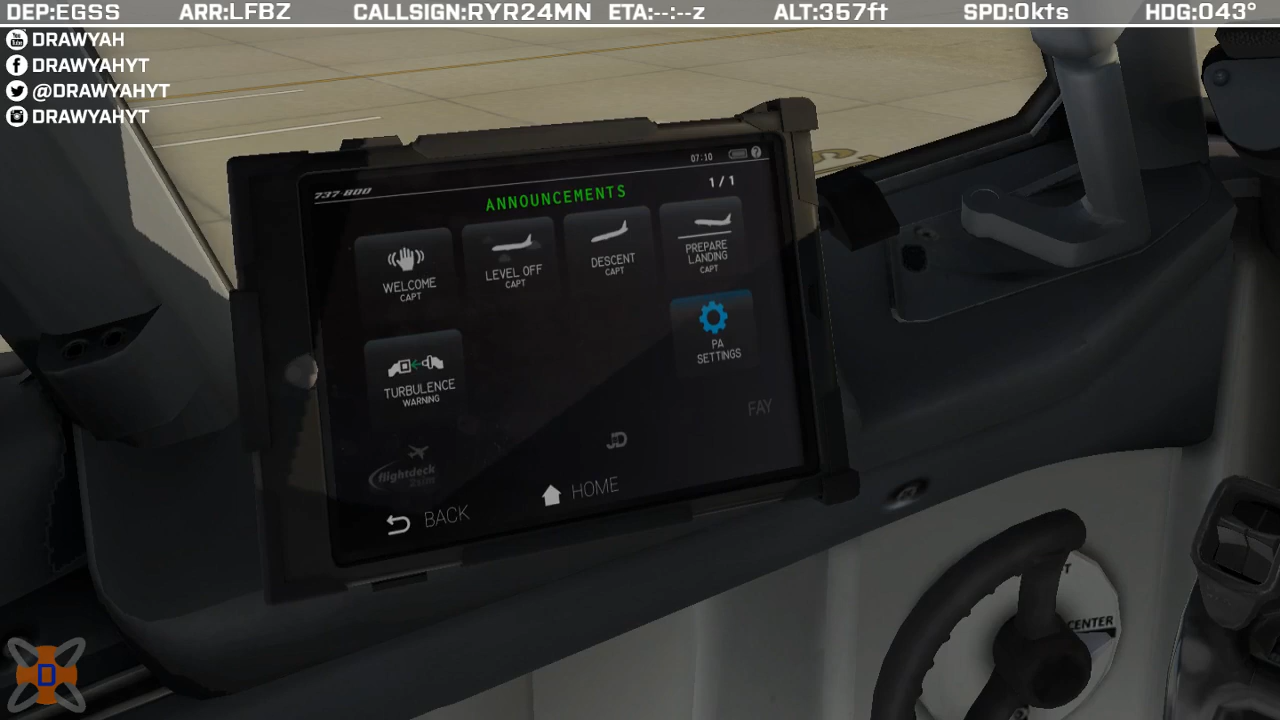 DEP:EGSS ARR:LFBZ CALLSIGN:RYR24MN ETA:--:--z ALT:357ft SPD:0kts HDG:043°
DRAWYAH
DRAWYAHYT
@DRAWYAHYT
DRAWYAHYT
737-800 07:10
ANNOUNCEMENTS 1/1
WELCOME
CAPT
LEVEL OFF
CAPT
DESCENT
CAPT
PREPARE
LANDING
CAPT
TURBULENCE
WARNING
PA
SETTINGS
FAY
JD
flightdeck
2sim
BACK
HOME
CENTER
D